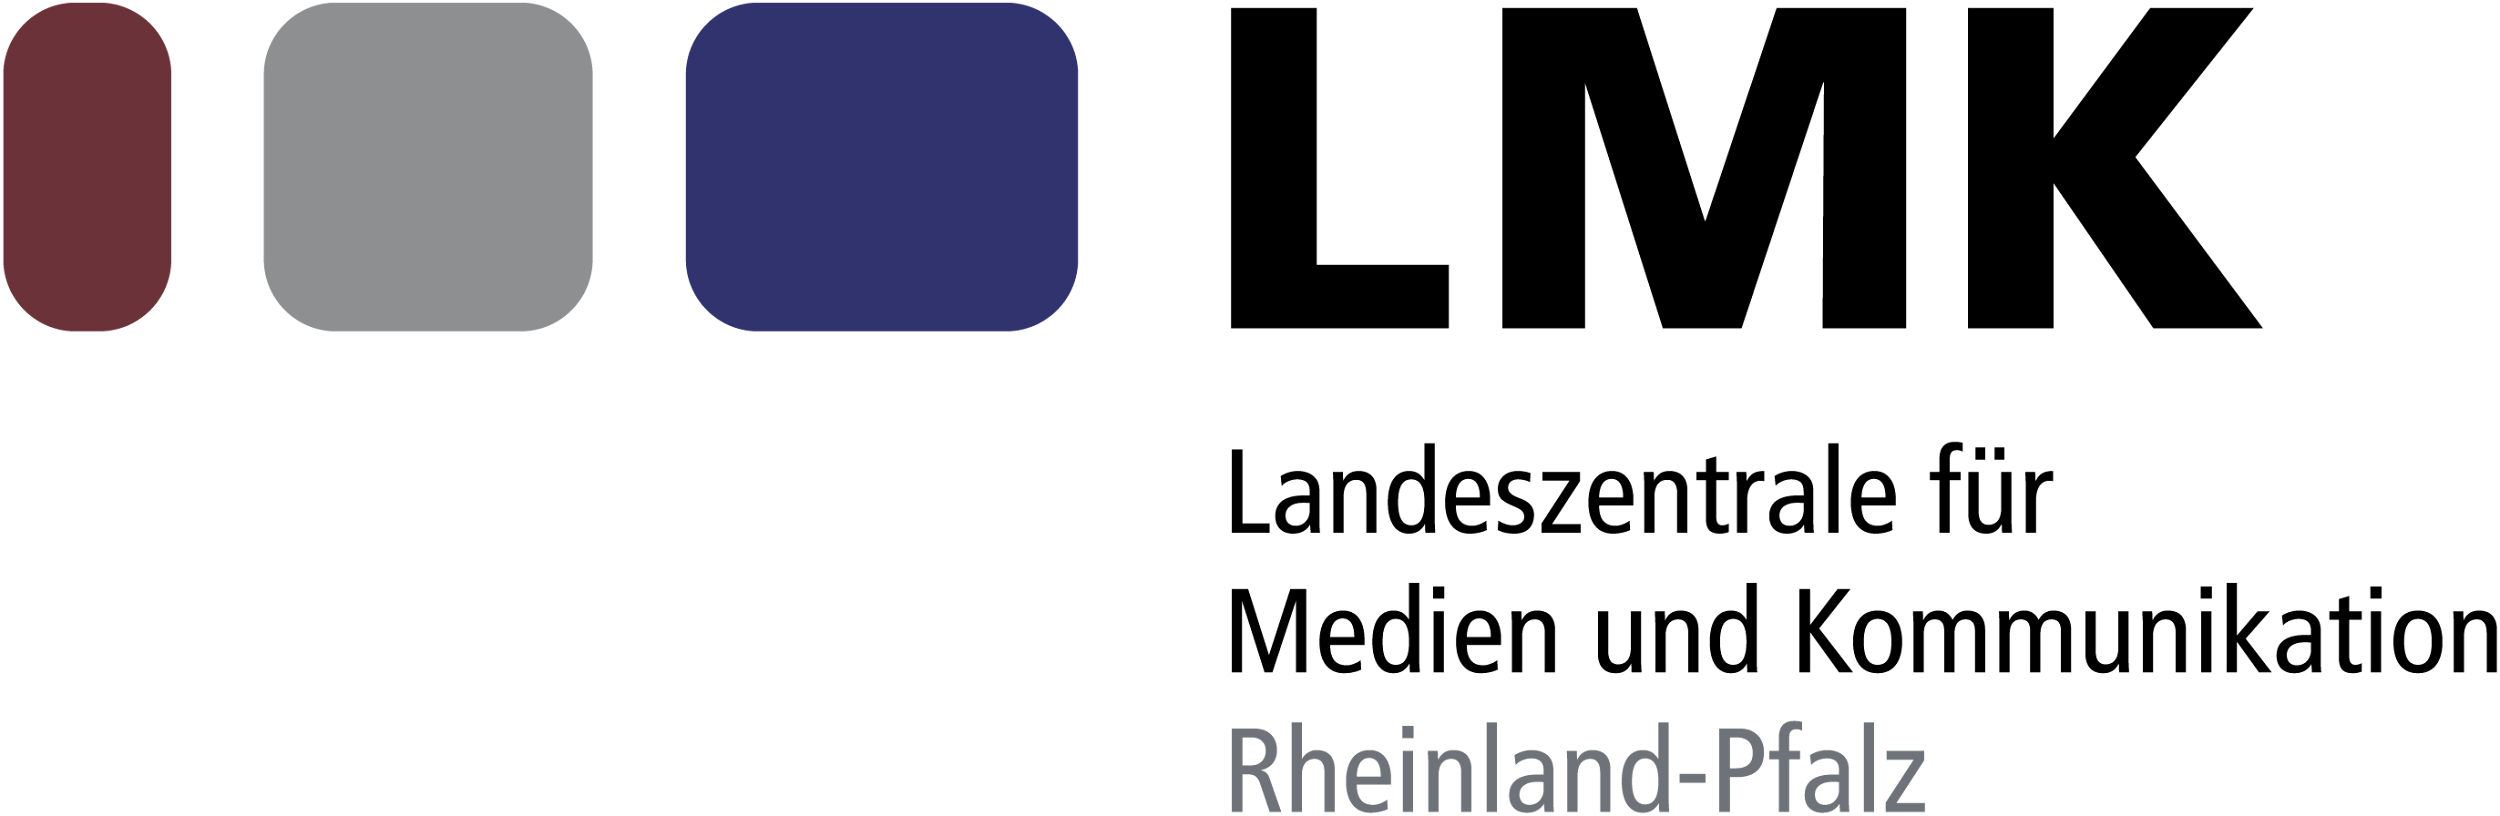 LMK
Landeszentrale für
Medien und Kommunikation
Rheinland-Pfalz